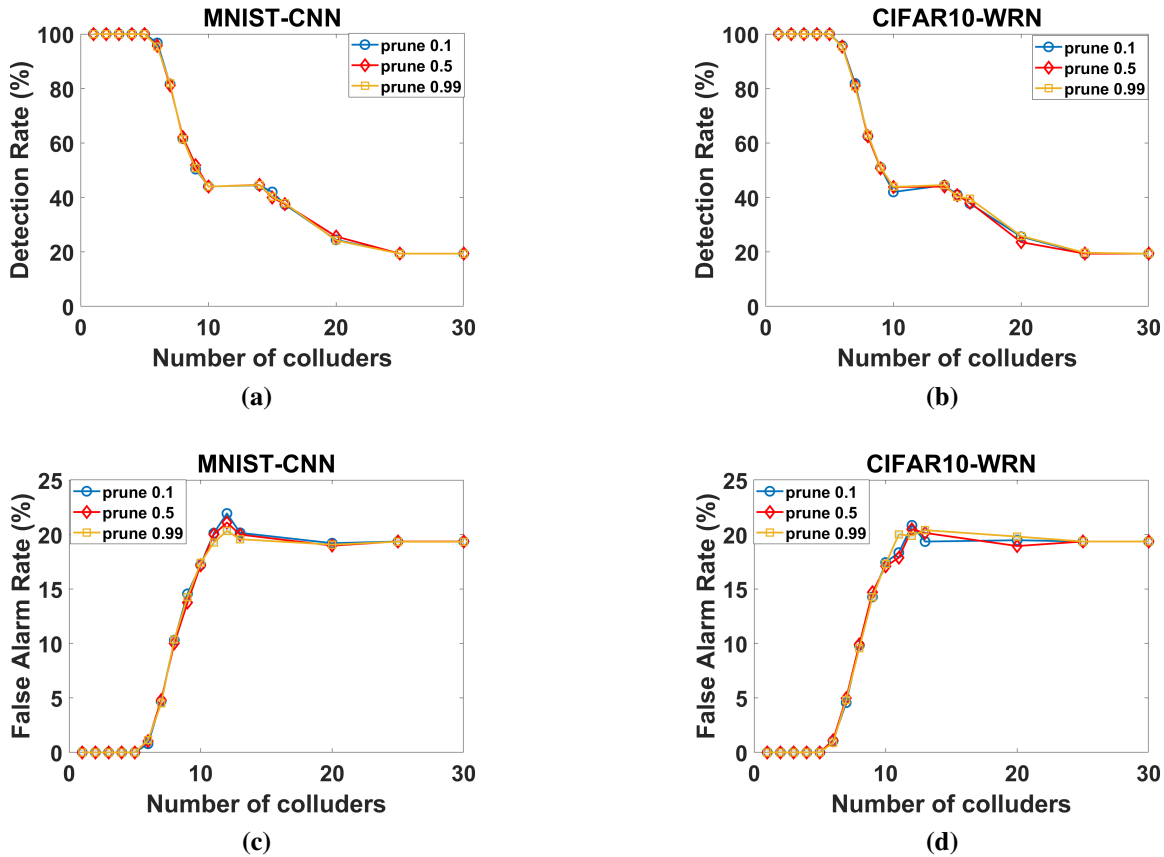 MNIST-CNN
100
80
60
40
20
0
0 10 20 30
Detection Rate (%)
Number of colluders
prune 0.1
prune 0.5
prune 0.99
(a)
CIFAR10-WRN
100
80
60
40
20
0
0 10 20 30
Detection Rate (%)
Number of colluders
prune 0.1
prune 0.5
prune 0.99
(b)
MNIST-CNN
25
20
15
10
5
0
0 10 20 30
False Alarm Rate (%)
Number of colluders
prune 0.1
prune 0.5
prune 0.99
(c)
CIFAR10-WRN
25
20
15
10
5
0
0 10 20 30
False Alarm Rate (%)
Number of colluders
prune 0.1
prune 0.5
prune 0.99
(d)